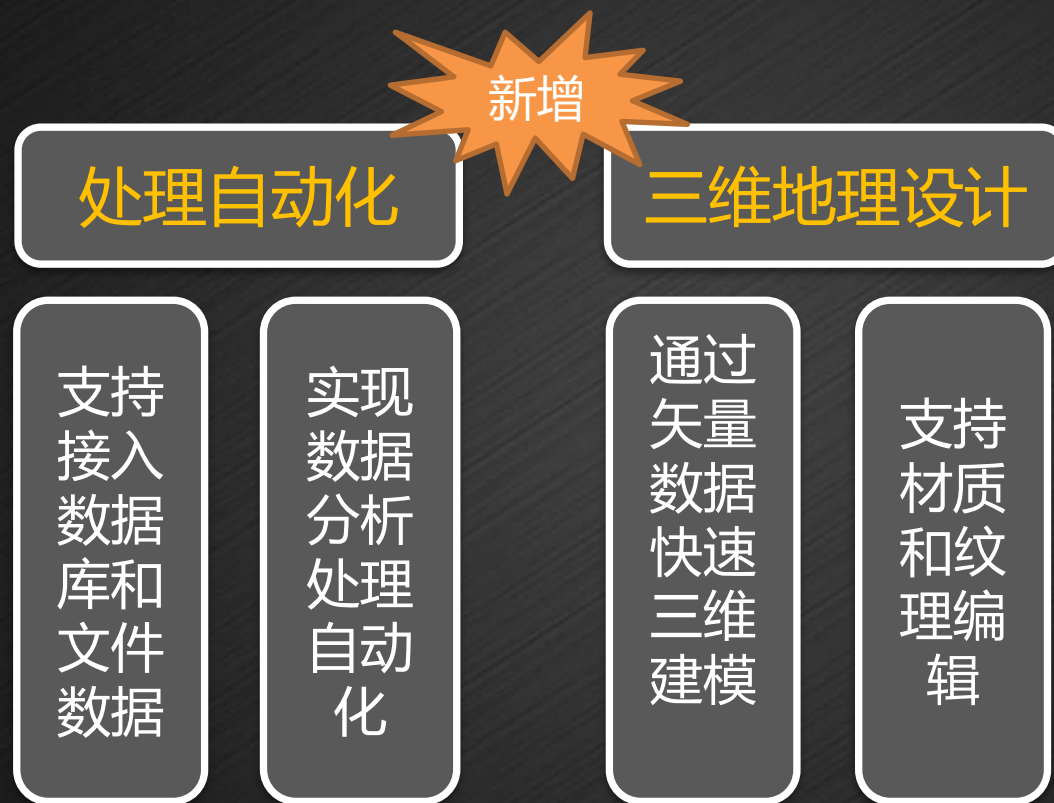 新增
处理自动化
三维地理设计
支持
接入
数据
库和
文件
数据
实现
数据
分析
处理
自动
化
通过
矢量
数据
快速
三维
建模
支持
材质
和纹
理编
辑